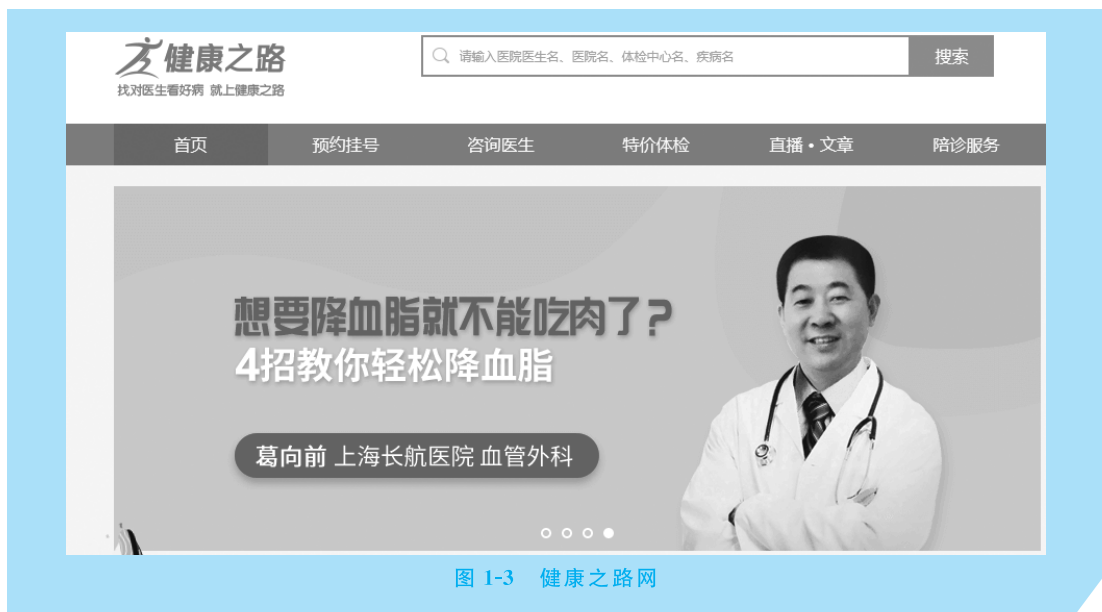 健康之路
找对医生看好病 就上健康之路
请输入医院医生名、医院名、体检中心名、疾病名
搜索
首页 预约挂号 咨询医生 特价体检 直播•文章 陪诊服务
想要降血脂就不能吃肉了?
4招教你轻松降血脂
葛向前 上海长航医院 血管外科
图 1-3 健康之路网